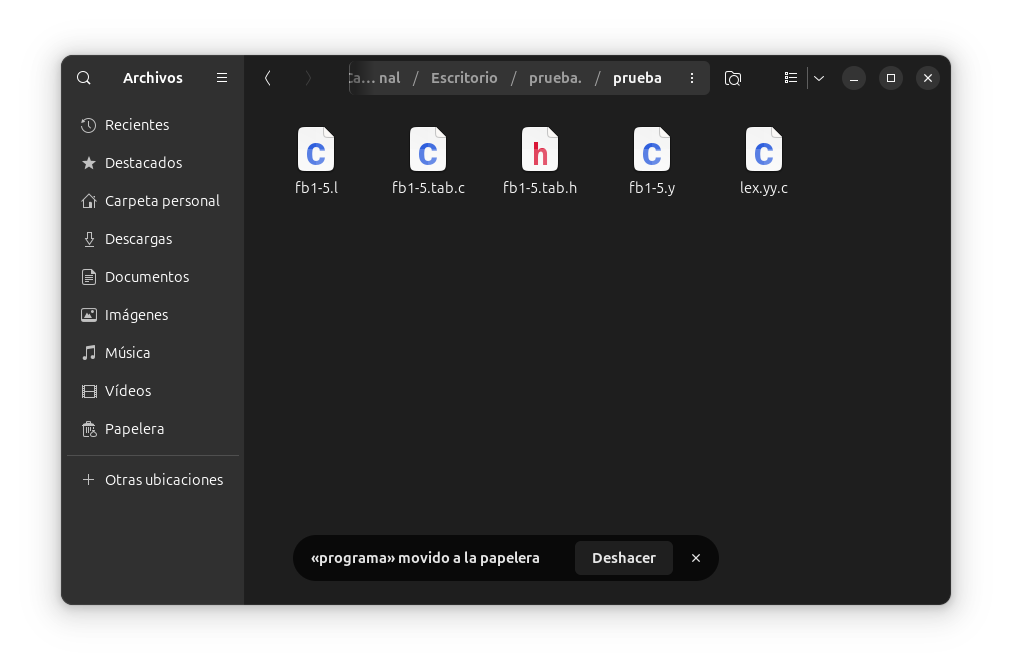 Archivos
Ca... nal / Escritorio / prueba. / prueba
Recientes
Destacados
Carpeta personal
Descargas
Documentos
Imágenes
Música
Vídeos
Papelera
Otras ubicaciones
fb1-5.l
fb1-5.tab.c
fb1-5.tab.h
fb1-5.y
lex.yy.c
«programa» movido a la papelera
Deshacer